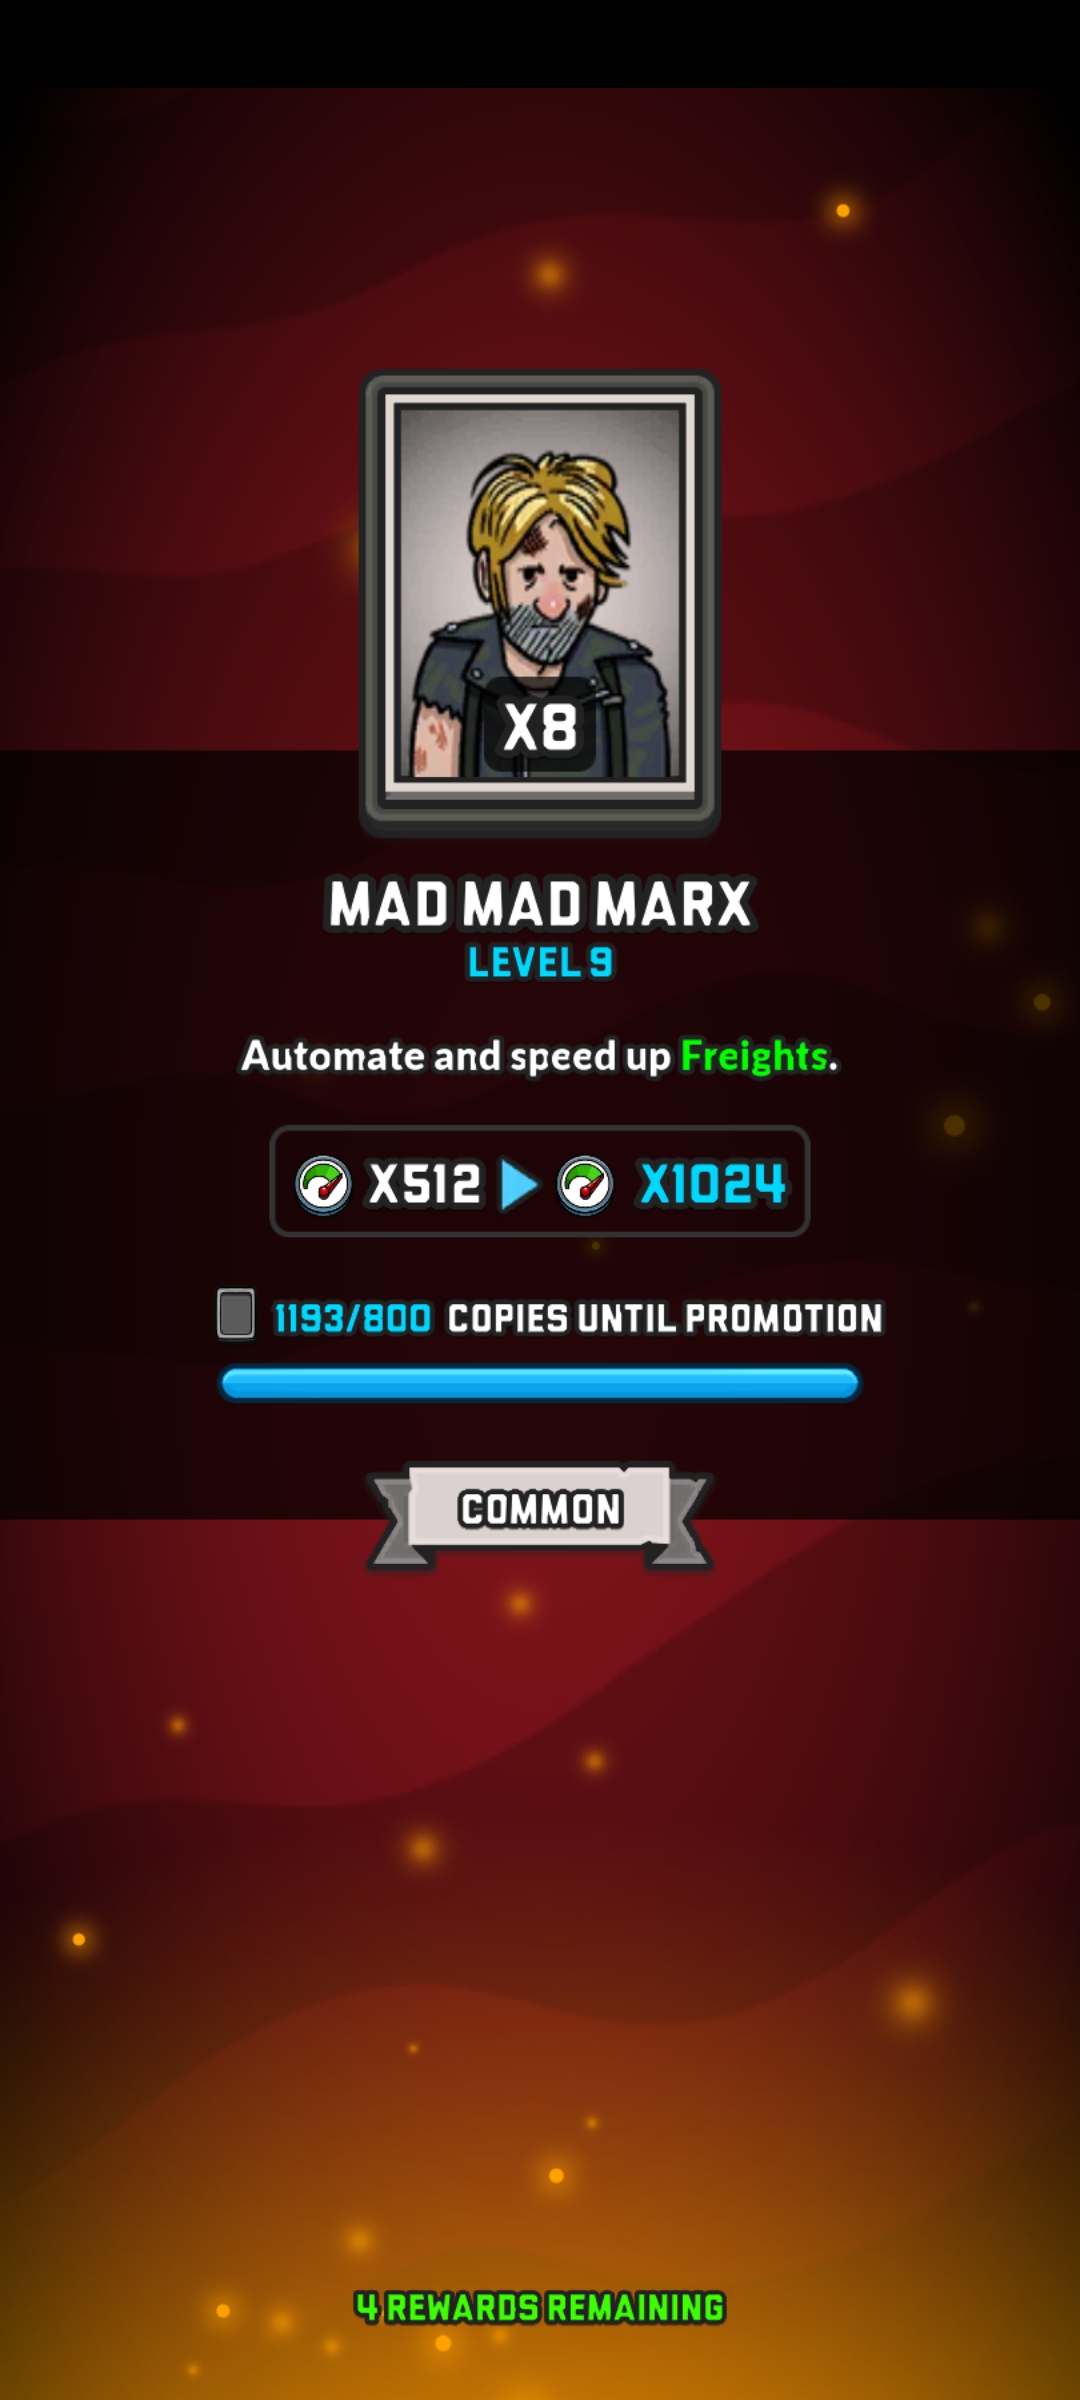 X8
MAD MAD MARX
LEVEL 9
Automate and speed up Freights.
X512 X1024
1193/800 COPIES UNTIL PROMOTION
COMMON
4 REWARDS REMAINING